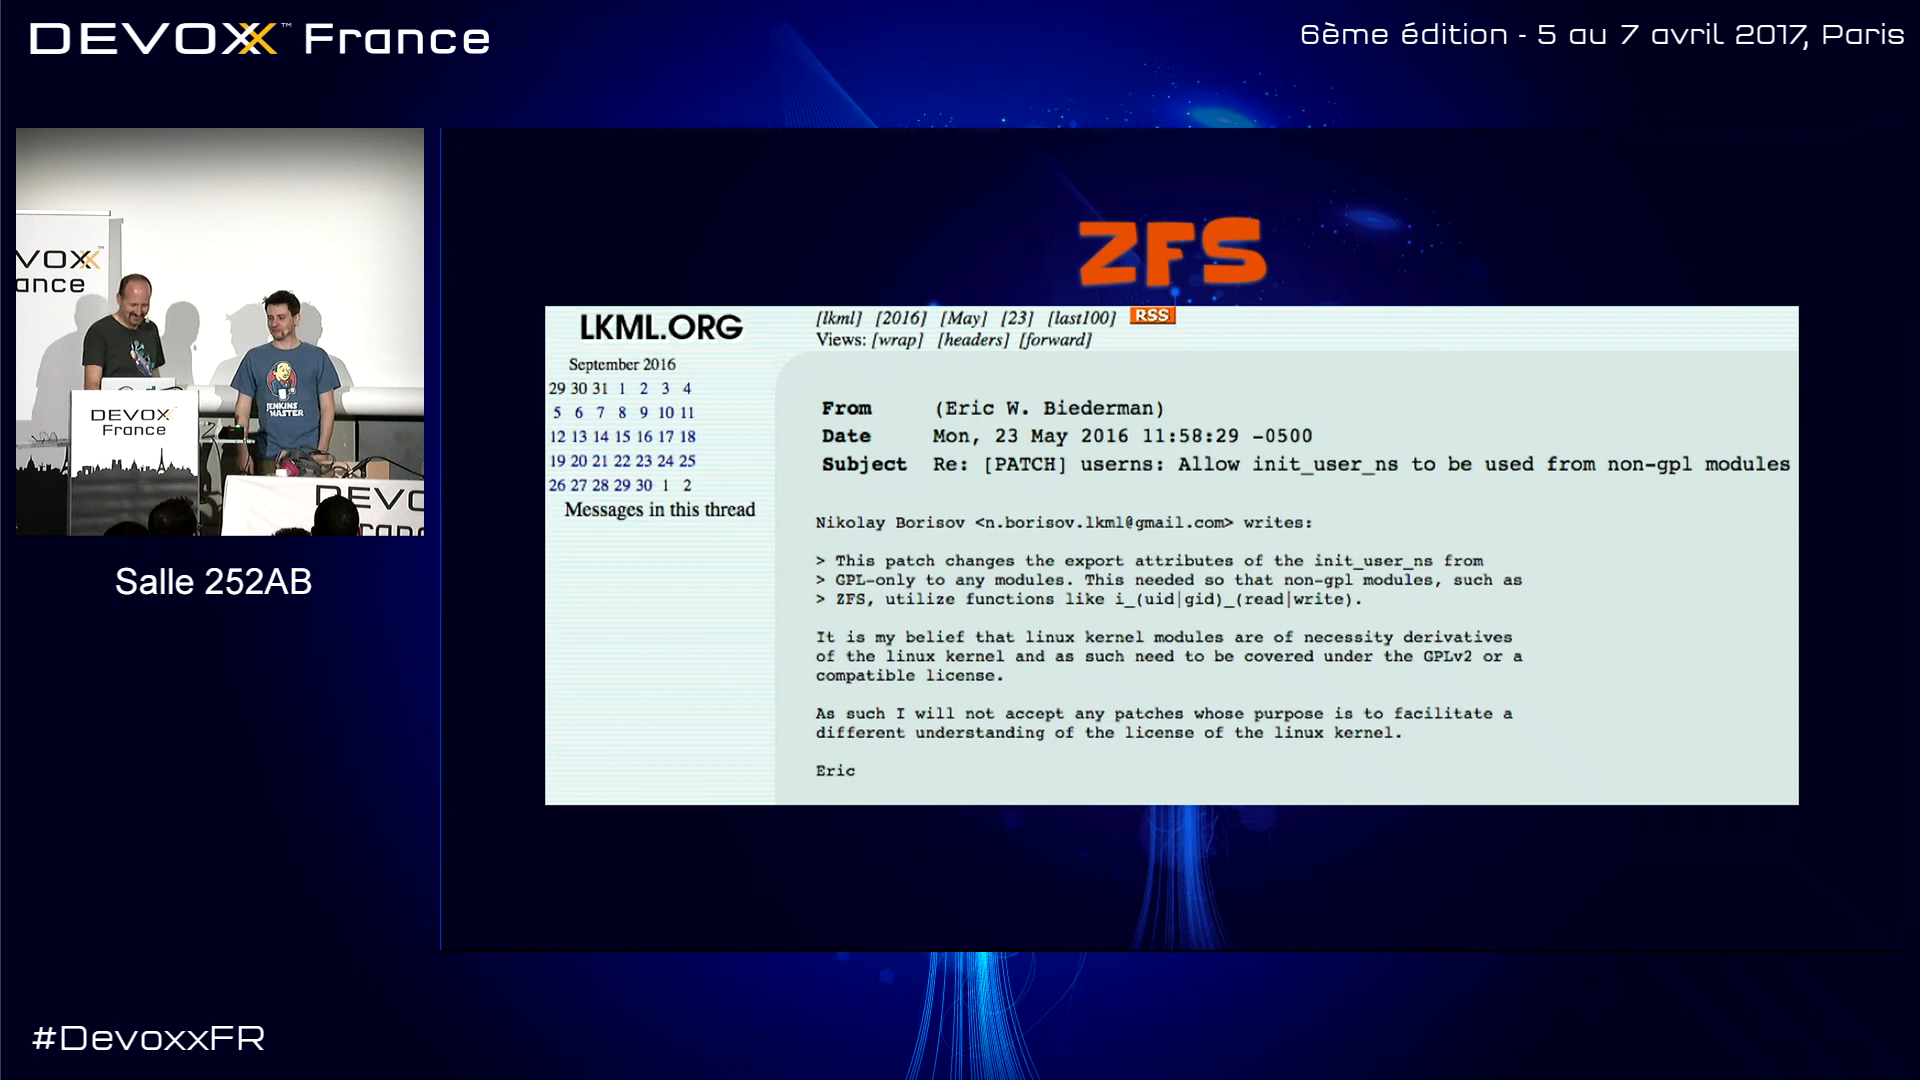 DEVOXX™ France
6ème édition - 5 au 7 avril 2017, Paris
VOXX™
ance
DEVOXX
France
JENKINS
MASTER
DEVO
Franc
Salle 252AB
ZFS
LKML.ORG
September 2016
29 30 31 1 2 3 4
5 6 7 8 9 10 11
12 13 14 15 16 17 18
19 20 21 22 23 24 25
26 27 28 29 30 1 2
Messages in this thread
[lkml] [2016] [May] [23] [last100] RSS
Views: [wrap] [headers] [forward]
From (Eric W. Biederman)
Date Mon, 23 May 2016 11:58:29 -0500
Subject Re: [PATCH] userns: Allow init_user_ns to be used from non-gpl modules
Nikolay Borisov <n.borisov.lkml@gmail.com> writes:
> This patch changes the export attributes of the init_user_ns from
> GPL-only to any modules. This needed so that non-gpl modules, such as
> ZFS, utilize functions like i_(uid|gid)_(read|write).
It is my belief that linux kernel modules are of necessity derivatives
of the linux kernel and as such need to be covered under the GPLv2 or a
compatible license.
As such I will not accept any patches whose purpose is to facilitate a
different understanding of the license of the linux kernel.
Eric
#DevoxxFR